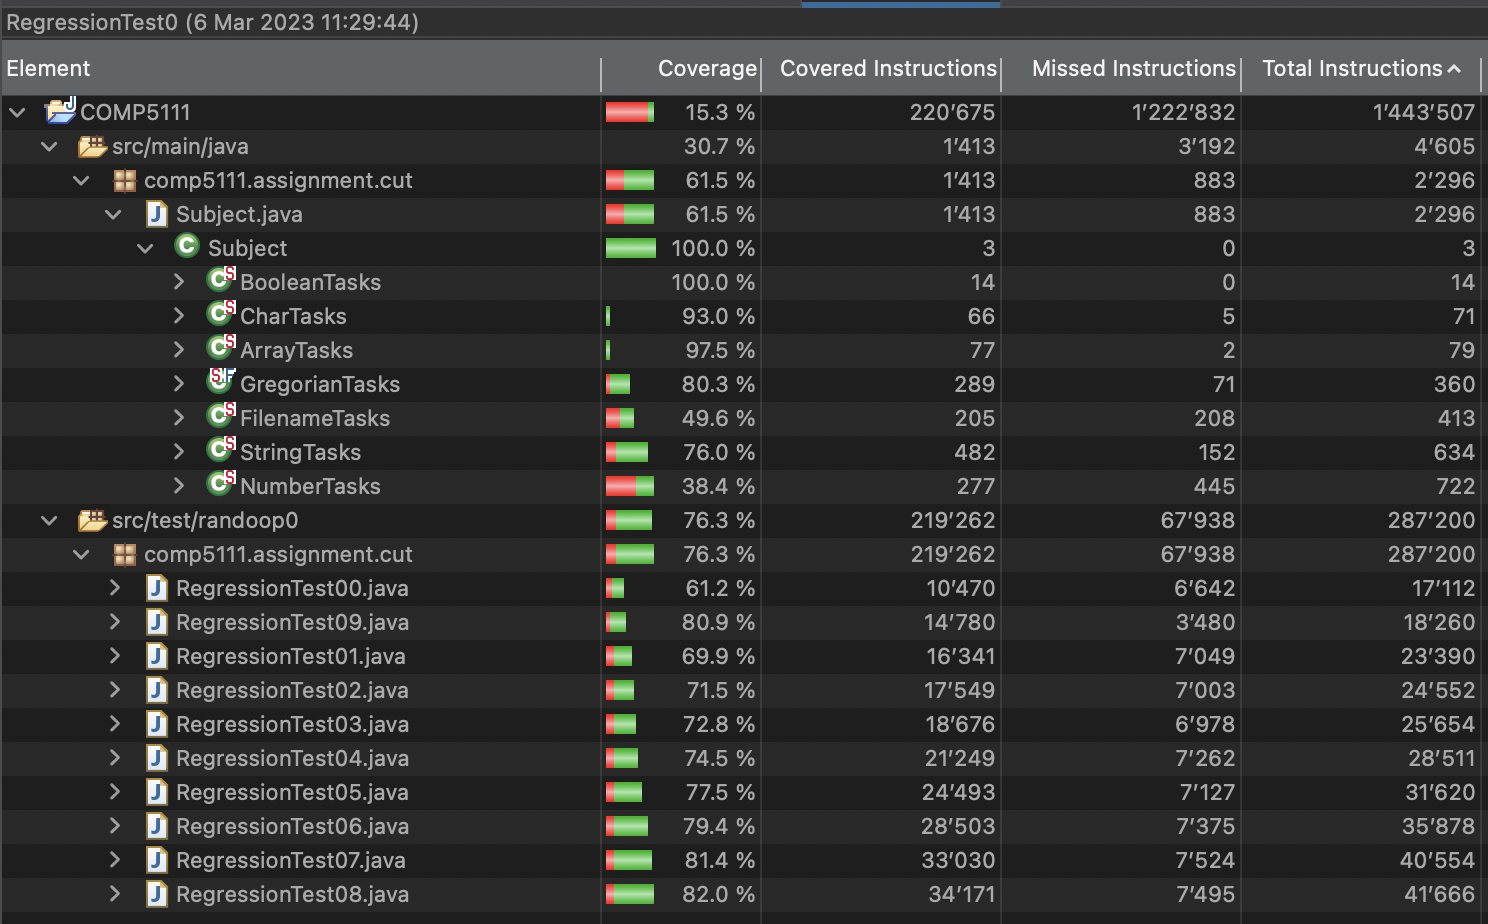 RegressionTest0 (6 Mar 2023 11:29:44)
Element Coverage Covered Instructions Missed Instructions Total Instructions
COMP5111 15.3 % 220’675 1’222’832 1’443’507
src/main/java 30.7 % 1’413 3’192 4’605
comp5111.assignment.cut 61.5 % 1’413 883 2’296
Subject.java 61.5 % 1’413 883 2’296
Subject 100.0 % 3 0 3
BooleanTasks 100.0 % 14 0 14
CharTasks 93.0 % 66 5 71
ArrayTasks 97.5 % 77 2 79
GregorianTasks 80.3 % 289 71 360
FilenameTasks 49.6 % 205 208 413
StringTasks 76.0 % 482 152 634
NumberTasks 38.4 % 277 445 722
src/test/randoop0 76.3 % 219’262 67’938 287’200
comp5111.assignment.cut 76.3 % 219’262 67’938 287’200
RegressionTest00.java 61.2 % 10’470 6’642 17’112
RegressionTest09.java 80.9 % 14’780 3’480 18’260
RegressionTest01.java 69.9 % 16’341 7’049 23’390
RegressionTest02.java 71.5 % 17’549 7’003 24’552
RegressionTest03.java 72.8 % 18’676 6’978 25’654
RegressionTest04.java 74.5 % 21’249 7’262 28’511
RegressionTest05.java 77.5 % 24’493 7’127 31’620
RegressionTest06.java 79.4 % 28’503 7’375 35’878
RegressionTest07.java 81.4 % 33’030 7’524 40’554
RegressionTest08.java 82.0 % 34’171 7’495 41’666